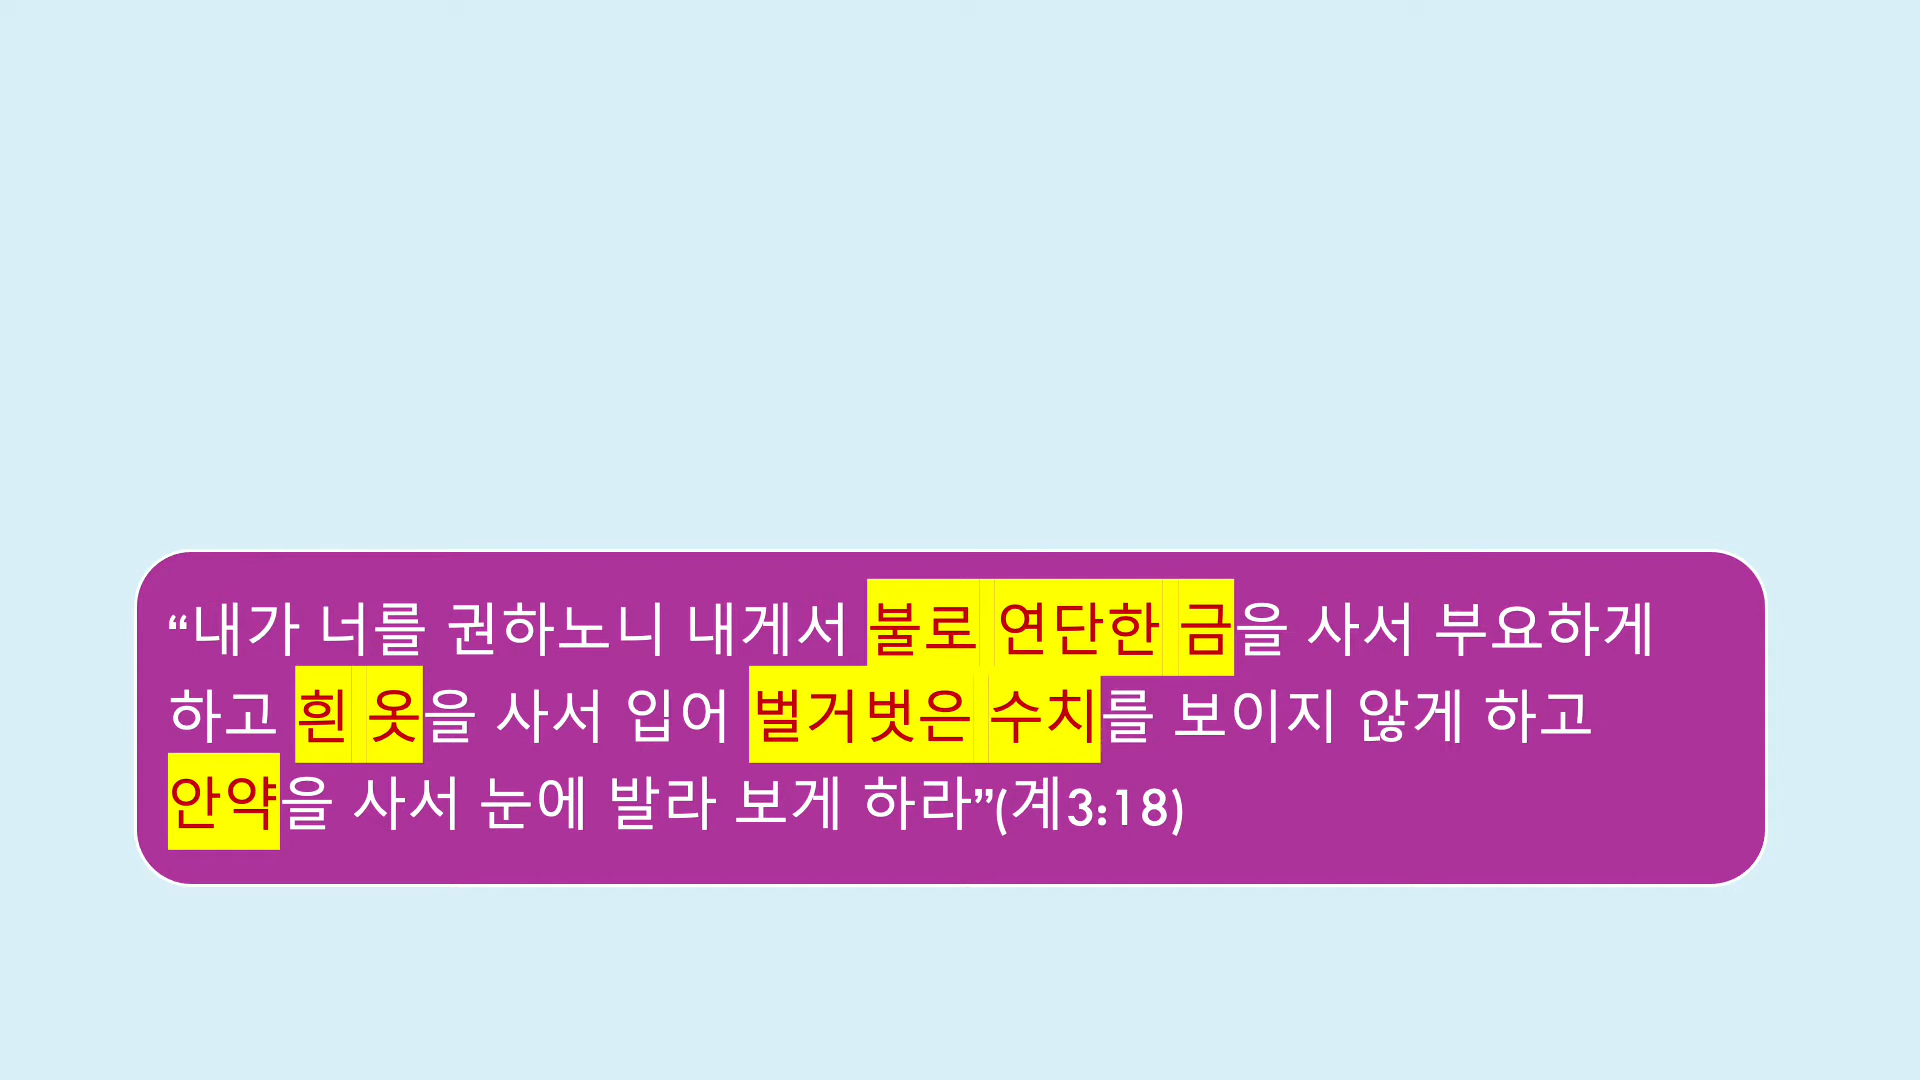 “내가 너를 권하노니 내게서 불로 연단한 금을 사서 부요하게
하고 흰 옷을 사서 입어 벌거벗은 수치를 보이지 않게 하고
안약을 사서 눈에 발라 보게 하라”(계3:18)